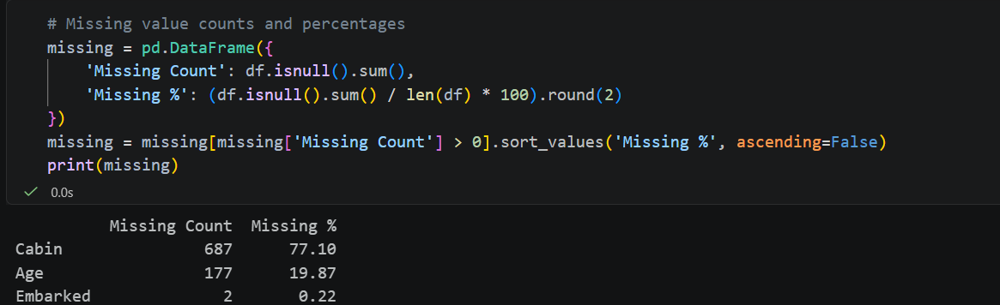 # Missing value counts and percentages
missing = pd.DataFrame({
    'Missing Count': df.isnull().sum(),
    'Missing %': (df.isnull().sum() / len(df) * 100).round(2)
})
missing = missing[missing['Missing Count'] > 0].sort_values('Missing %', ascending=False)
print(missing)
0.0s
Missing Count  Missing %
Cabin  687  77.10
Age  177  19.87
Embarked  2  0.22